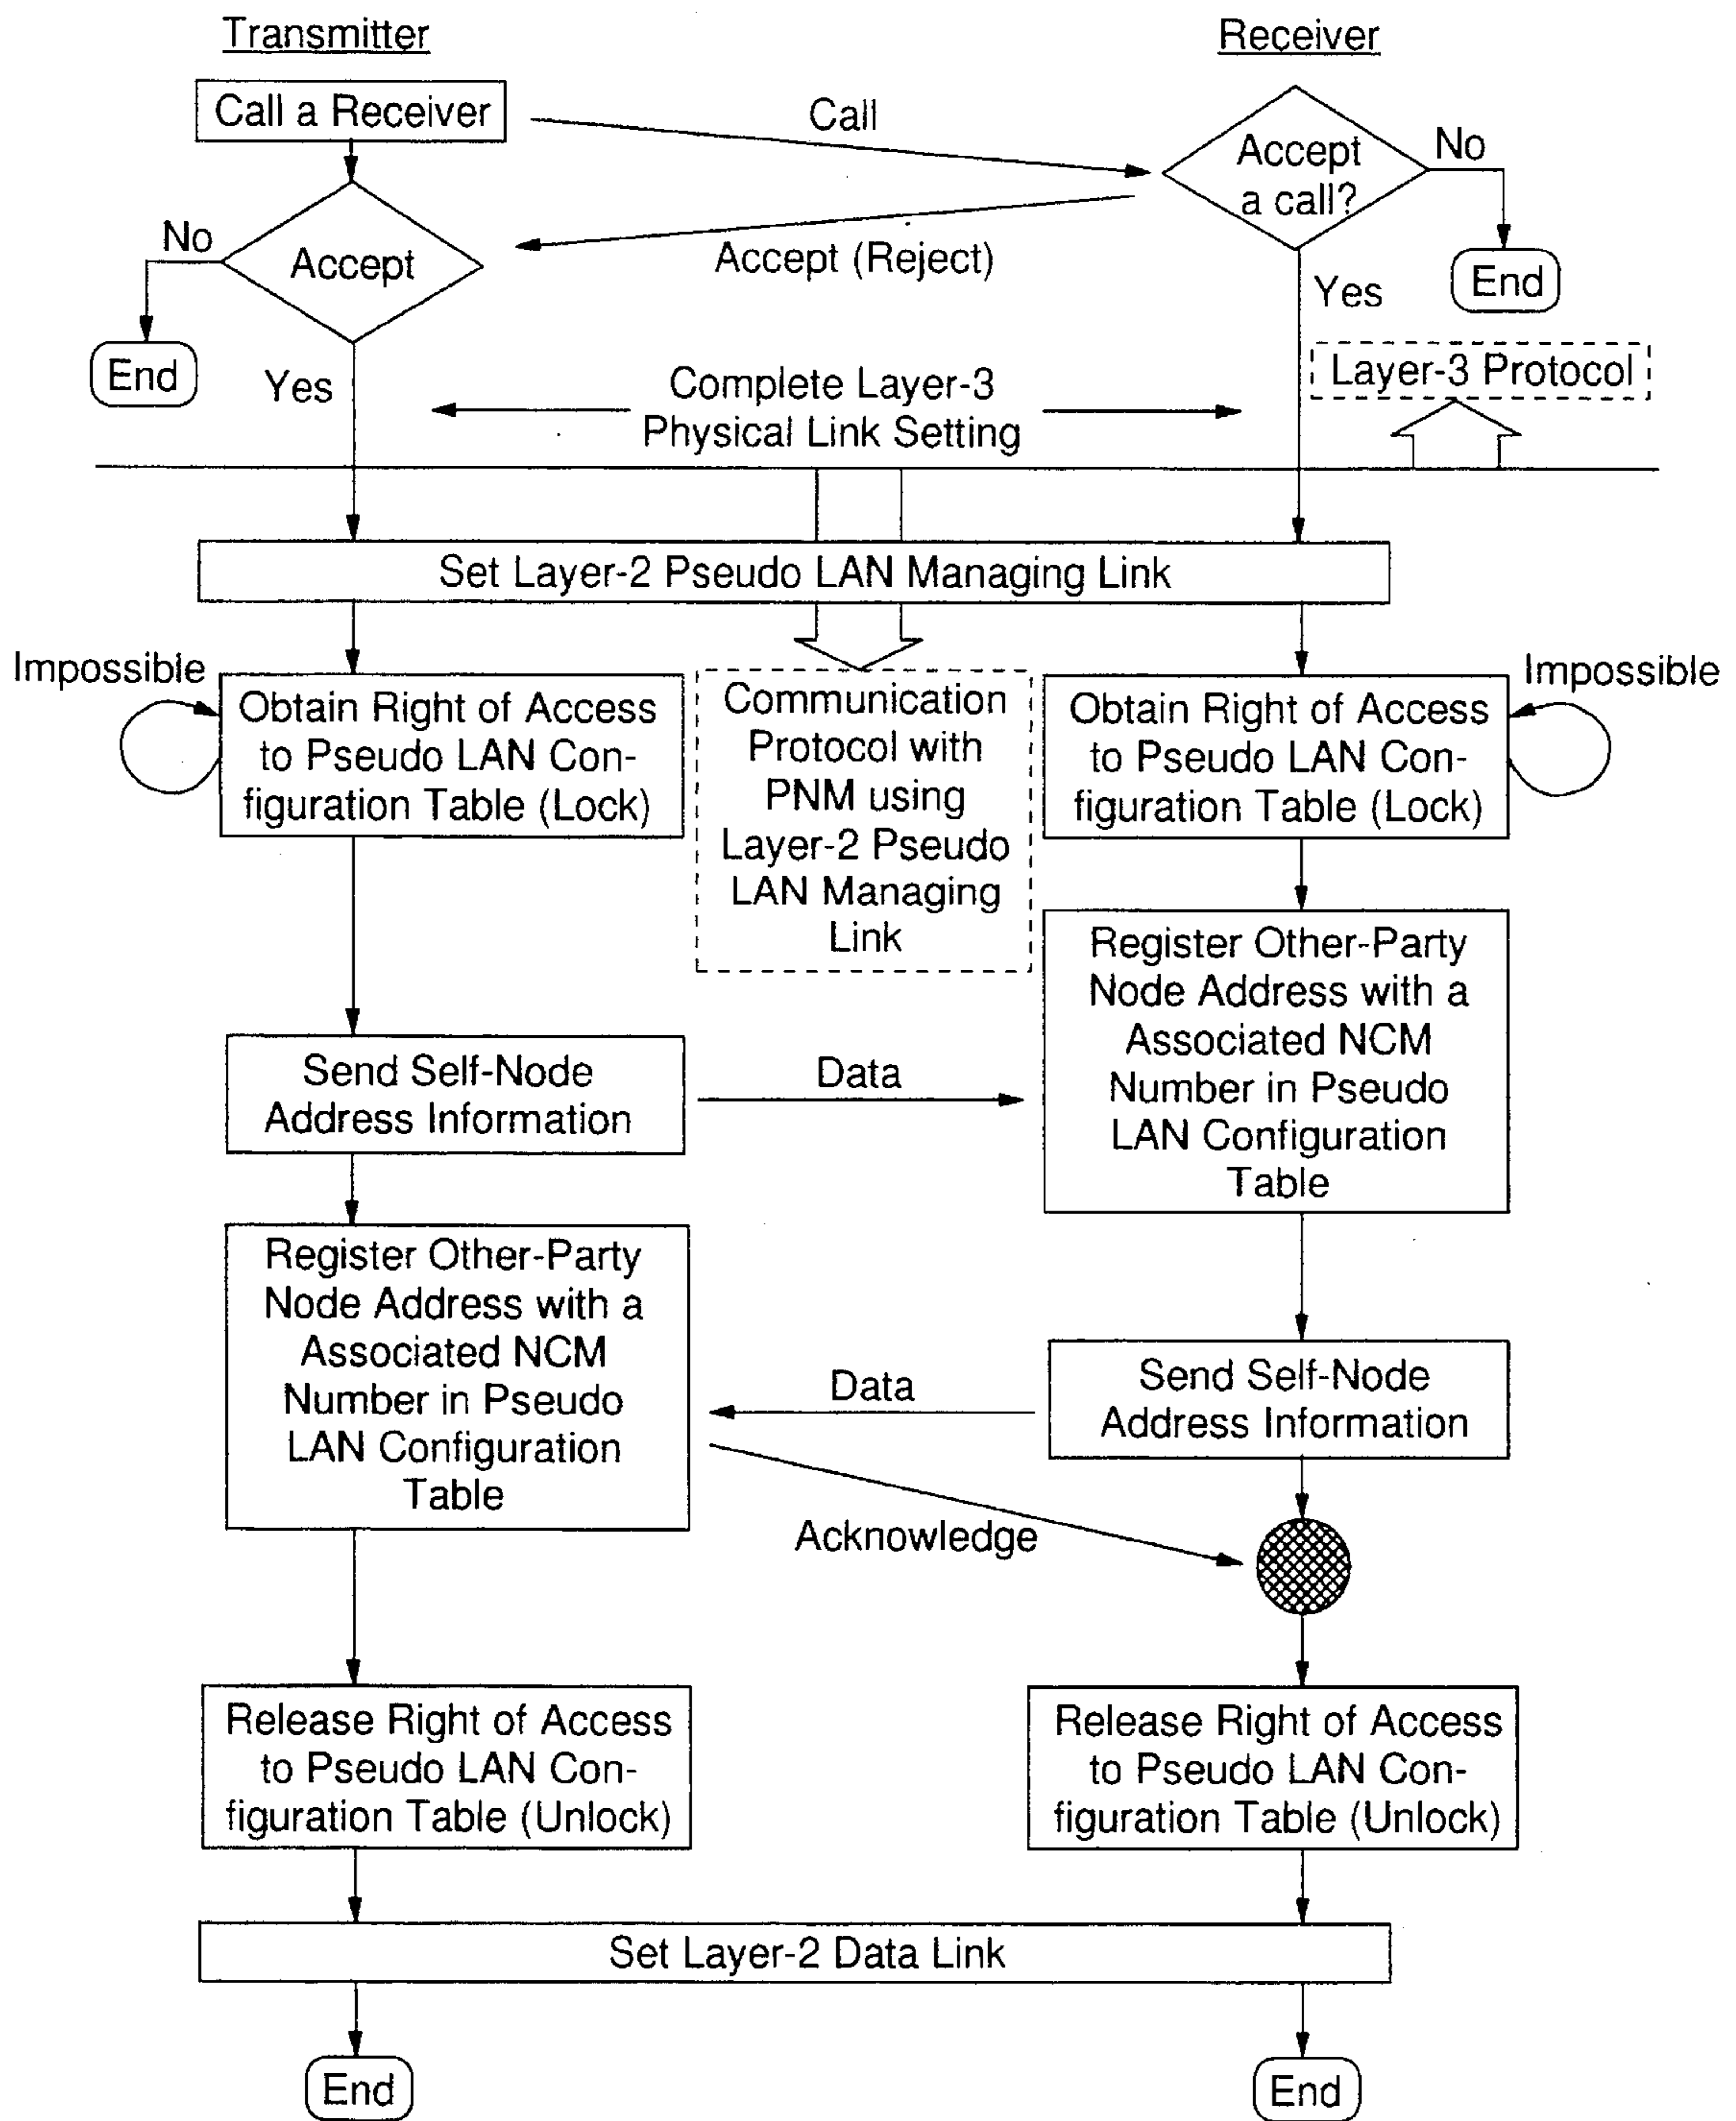 Transmitter
Receiver
Call a Receiver
Call
Accept
a call?
No
End
Yes
Accept (Reject)
Accept
No
End
Yes
Layer-3 Protocol
Complete Layer-3
Physical Link Setting
Set Layer-2 Pseudo LAN Managing Link
Impossible
Obtain Right of Access
to Pseudo LAN Con-
figuration Table (Lock)
Communication
Protocol with
PNM using
Layer-2 Pseudo
LAN Managing
Link
Obtain Right of Access
to Pseudo LAN Con-
figuration Table (Lock)
Impossible
Register Other-Party
Node Address with a
Associated NCM
Number in Pseudo
LAN Configuration
Table
Send Self-Node
Address Information
Data
Register Other-Party
Node Address with a
Associated NCM
Number in Pseudo
LAN Configuration
Table
Data
Send Self-Node
Address Information
Acknowledge
Release Right of Access
to Pseudo LAN Con-
figuration Table (Unlock)
Release Right of Access
to Pseudo LAN Con-
figuration Table (Unlock)
Set Layer-2 Data Link
End
End